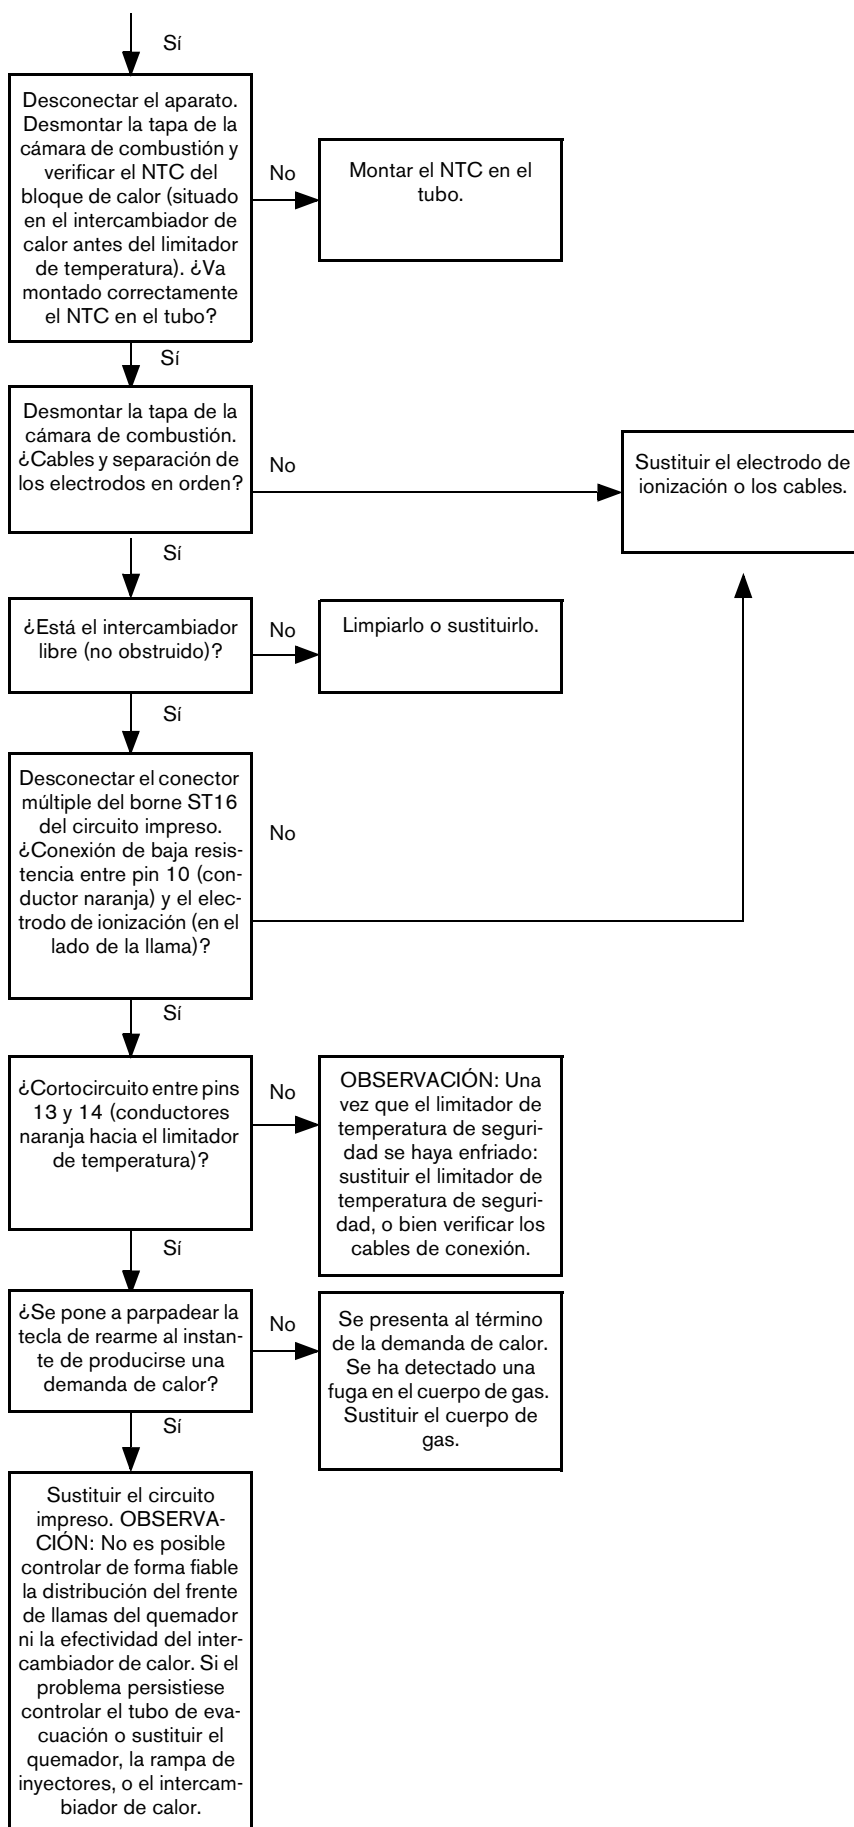 Sí
Desconectar el aparato.
Desmontar la tapa de la
cámara de combustión y
verificar el NTC del
bloque de calor (situado
en el intercambiador de
calor antes del limitador
de temperatura). ¿Va
montado correctamente
el NTC en el tubo?
No
Montar el NTC en el
tubo.
Sí
Desmontar la tapa de la
cámara de combustión.
¿Cables y separación de
los electrodos en orden?
No
Sustituir el electrodo de
ionización o los cables.
Sí
¿Está el intercambiador
libre (no obstruido)?
No
Limpiarlo o sustituirlo.
Sí
Desconectar el conector
múltiple del borne ST16
del circuito impreso.
¿Conexión de baja resis-
tencia entre pin 10 (con-
ductor naranja) y el elec-
trodo de ionización (en el
lado de la llama)?
No
Sí
¿Cortocircuito entre pins
13 y 14 (conductores
naranja hacia el limitador
de temperatura)?
No
OBSERVACIÓN: Una
vez que el limitador de
temperatura de seguri-
dad se haya enfriado:
sustituir el limitador de
temperatura de seguri-
dad, o bien verificar los
cables de conexión.
Sí
¿Se pone a parpadear la
tecla de rearme al instan-
te de producirse una
demanda de calor?
No
Se presenta al término
de la demanda de calor.
Se ha detectado una
fuga en el cuerpo de gas.
Sustituir el cuerpo de
gas.
Sí
Sustituir el circuito
impreso. OBSERVA-
CIÓN: No es posible
controlar de forma fiable
la distribución del frente
de llamas del quemador
ni la efectividad del inter-
cambiador de calor. Si el
problema persistiese
controlar el tubo de eva-
cuación o sustituir el
quemador, la rampa de
inyectores, o el intercam-
biador de calor.